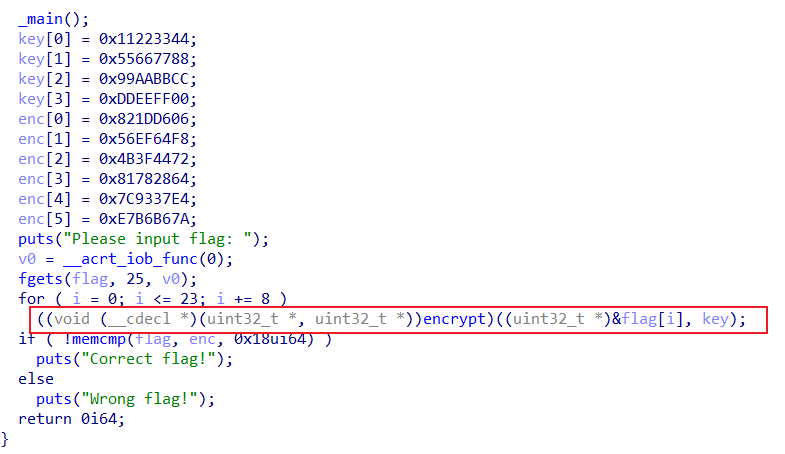 _main();
key[0] = 0x11223344;
key[1] = 0x55667788;
key[2] = 0x99AABBCC;
key[3] = 0xDDEEFF00;
enc[0] = 0x821DD606;
enc[1] = 0x56EF64F8;
enc[2] = 0x4B3F4472;
enc[3] = 0x81782864;
enc[4] = 0x7C9337E4;
enc[5] = 0xE7B6B67A;
puts("Please input flag: ");
v0 = __acrt_iob_func(0);
fgets(flag, 25, v0);
for ( i = 0; i <= 23; i += 8 )
((void (__cdecl *)(uint32_t *, uint32_t *))encrypt)((uint32_t *)&flag[i], key);
if ( !memcmp(flag, enc, 0x18ui64) )
puts("Correct flag!");
else
puts("Wrong flag!");
return 0i64;
}